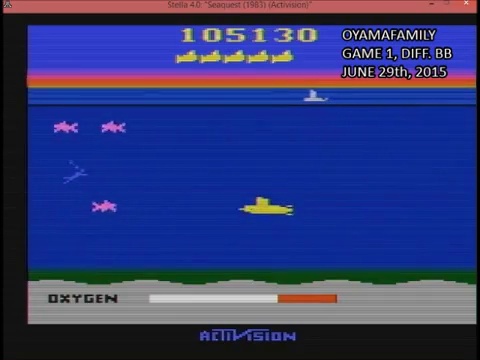 Stella 4.0: "Seaquest (1983) (Activision)"
105130
OYAMAFAMILY
GAME 1, DIFF. BB
JUNE 29th, 2015
OXYGEN
ACTIVISION